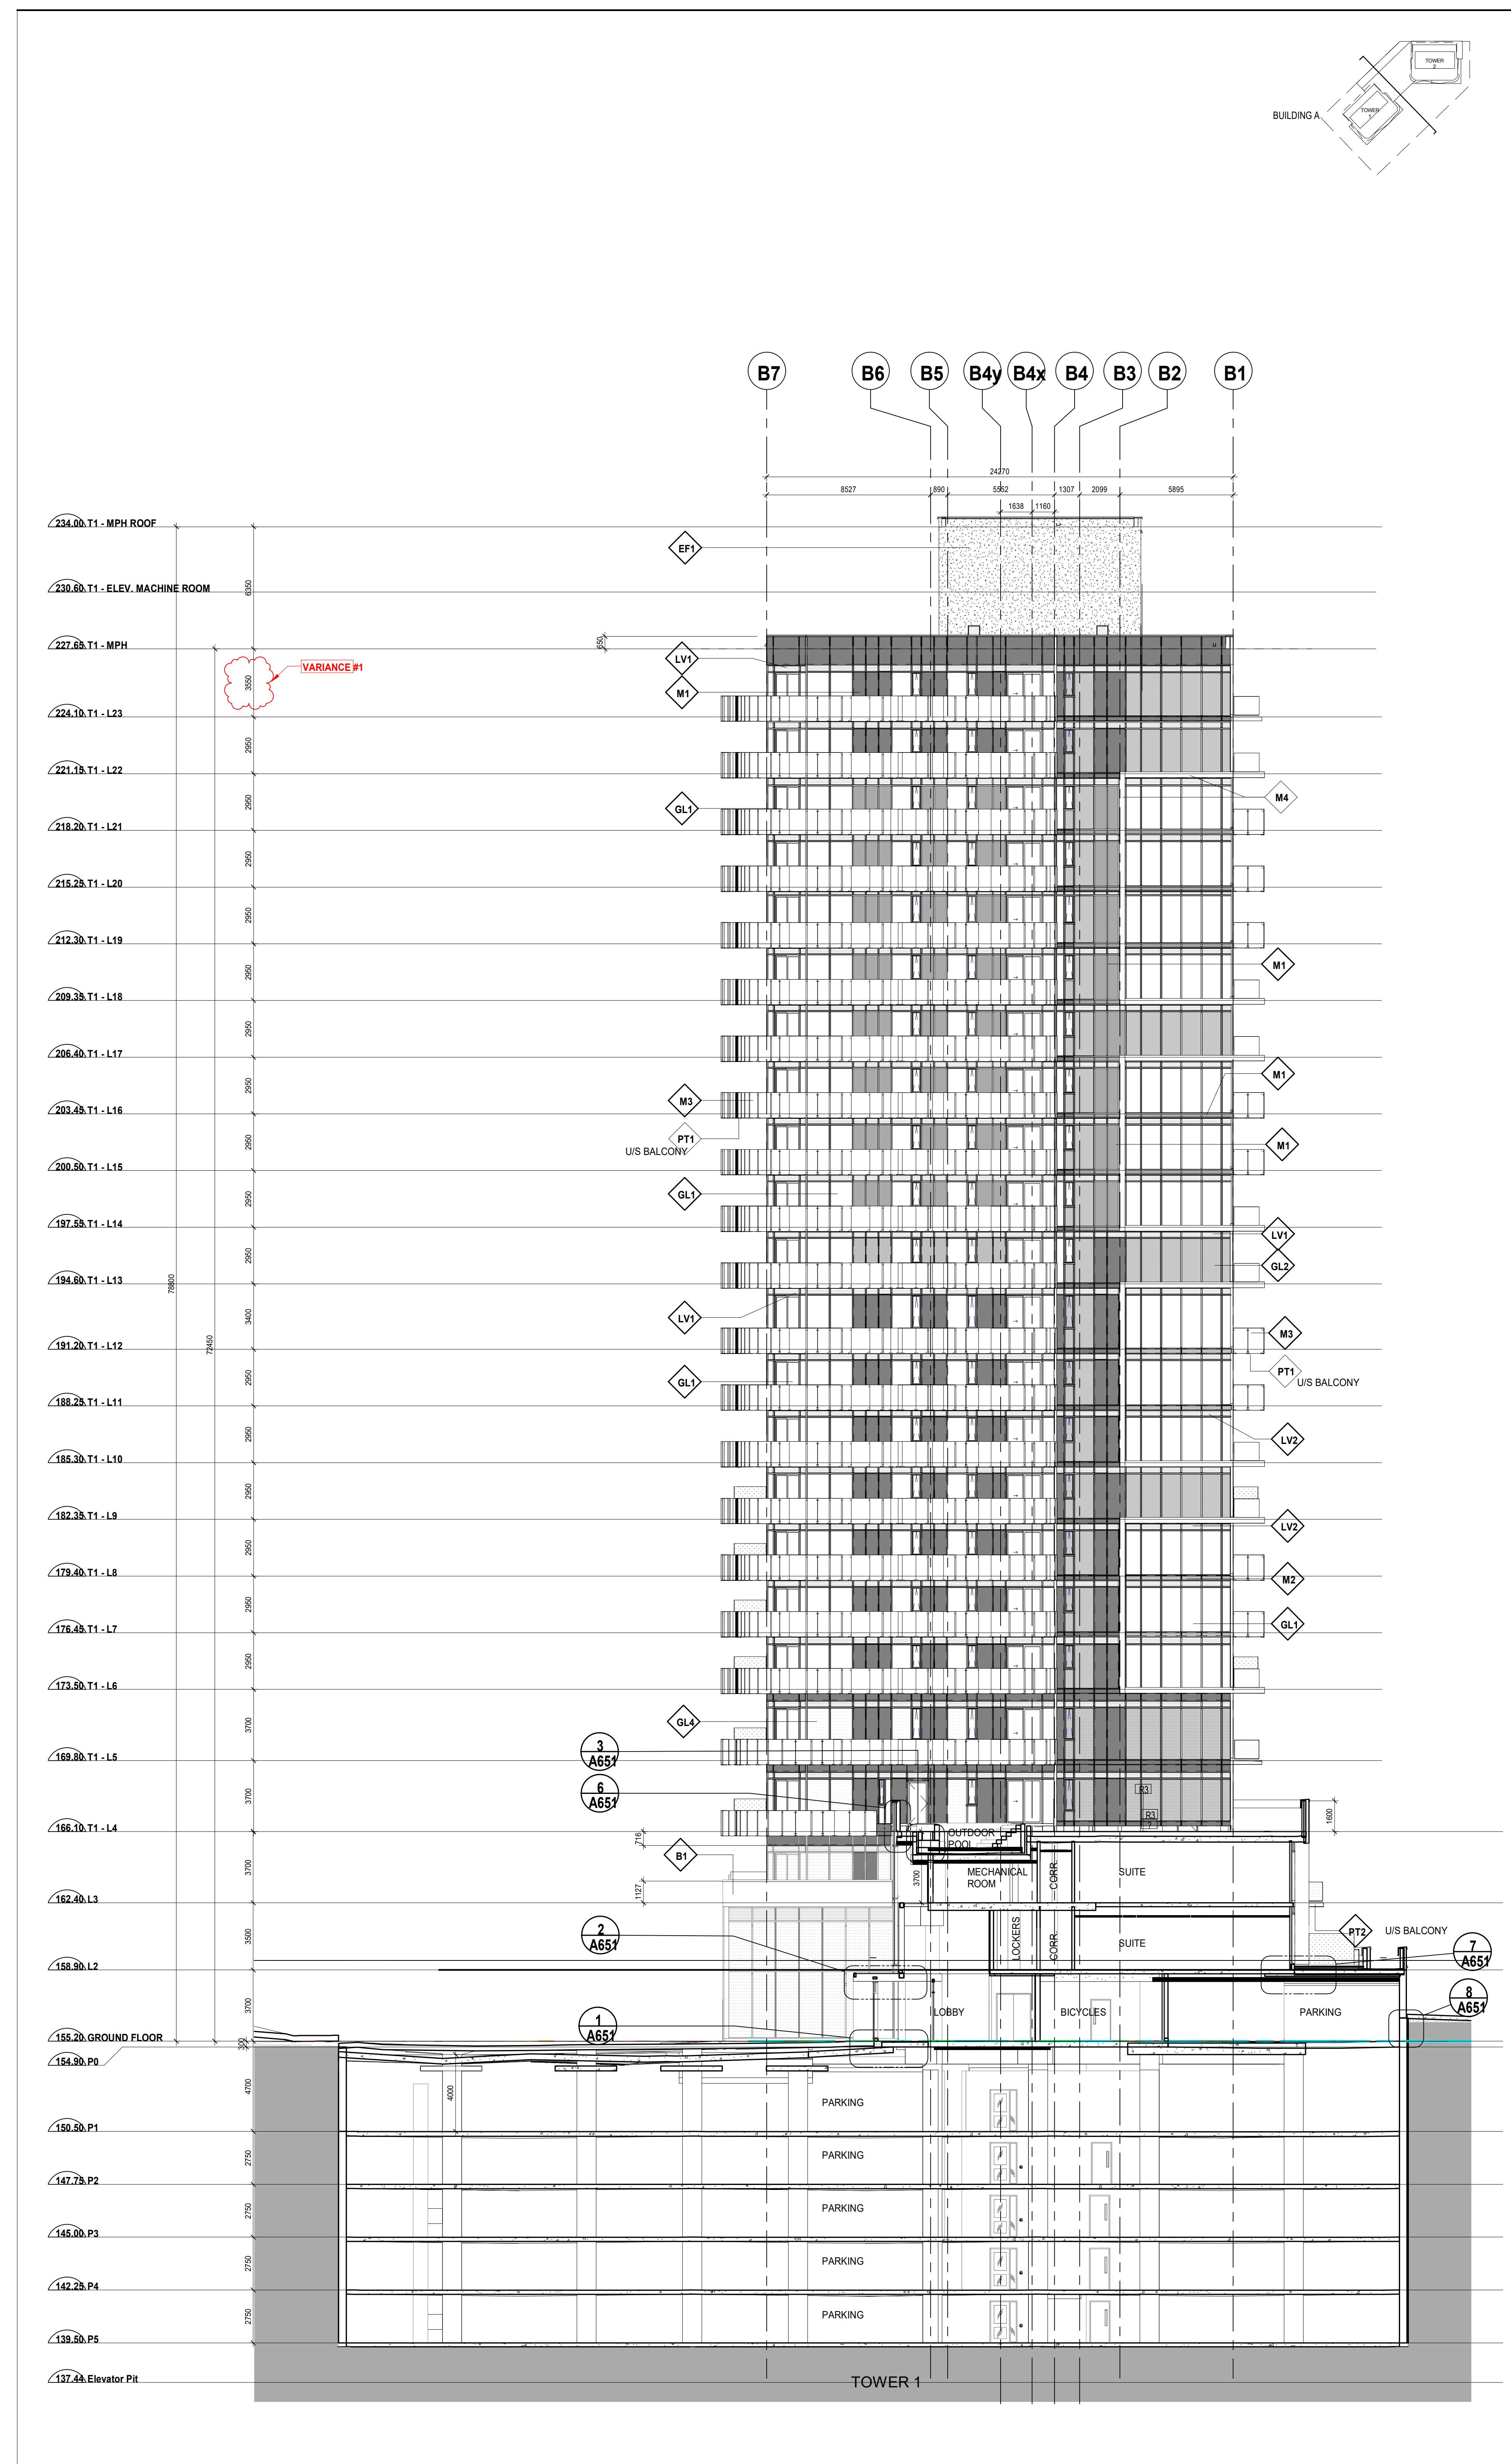 TOWER
2
TOWER
1
BUILDING A
B7
B6
B5
B4y
B4x
B4
B3
B2
B1
24270
8527
890
5562
1307
2099
5895
1638
1160
234.00 T1 - MPH ROOF
EF1
6350
230.60 T1 - ELEV. MACHINE ROOM
650
227.65 T1 - MPH
LV1
VARIANCE #1
3550
M1
224.10 T1 - L23
2950
221.15 T1 - L22
M4
2950
GL1
218.20 T1 - L21
2950
215.25 T1 - L20
2950
212.30 T1 - L19
M1
2950
209.35 T1 - L18
2950
206.40 T1 - L17
M1
2950
M3
203.45 T1 - L16
PT1
U/S BALCONY
M1
2950
200.50 T1 - L15
GL1
2950
197.55 T1 - L14
LV1
2950
GL2
194.60 T1 - L13
78800
3400
LV1
M3
72450
191.20 T1 - L12
PT1
U/S BALCONY
2950
GL1
188.25 T1 - L11
2950
LV2
185.30 T1 - L10
2950
182.35 T1 - L9
LV2
2950
179.40 T1 - L8
M2
2950
GL1
176.45 T1 - L7
2950
173.50 T1 - L6
GL4
3700
3
A651
169.80 T1 - L5
6
A651
R3
3700
R3
1600
166.10 T1 - L4
OUTDOOR
POOL
716
B1
3700
MECHANICAL
ROOM
CORR.
SUITE
3700
1127
162.40 L3
2
A651
3500
LOCKERS
CORR.
SUITE
PT2
U/S BALCONY
7
A651
158.90 L2
8
A651
3700
LOBBY
BICYCLES
PARKING
1
A651
155.20 GROUND FLOOR
300
154.90 P0
4700
4000
PARKING
150.50 P1
2750
PARKING
147.75 P2
2750
PARKING
145.00 P3
2750
PARKING
142.25 P4
2750
PARKING
139.50 P5
137.44 Elevator Pit
TOWER 1